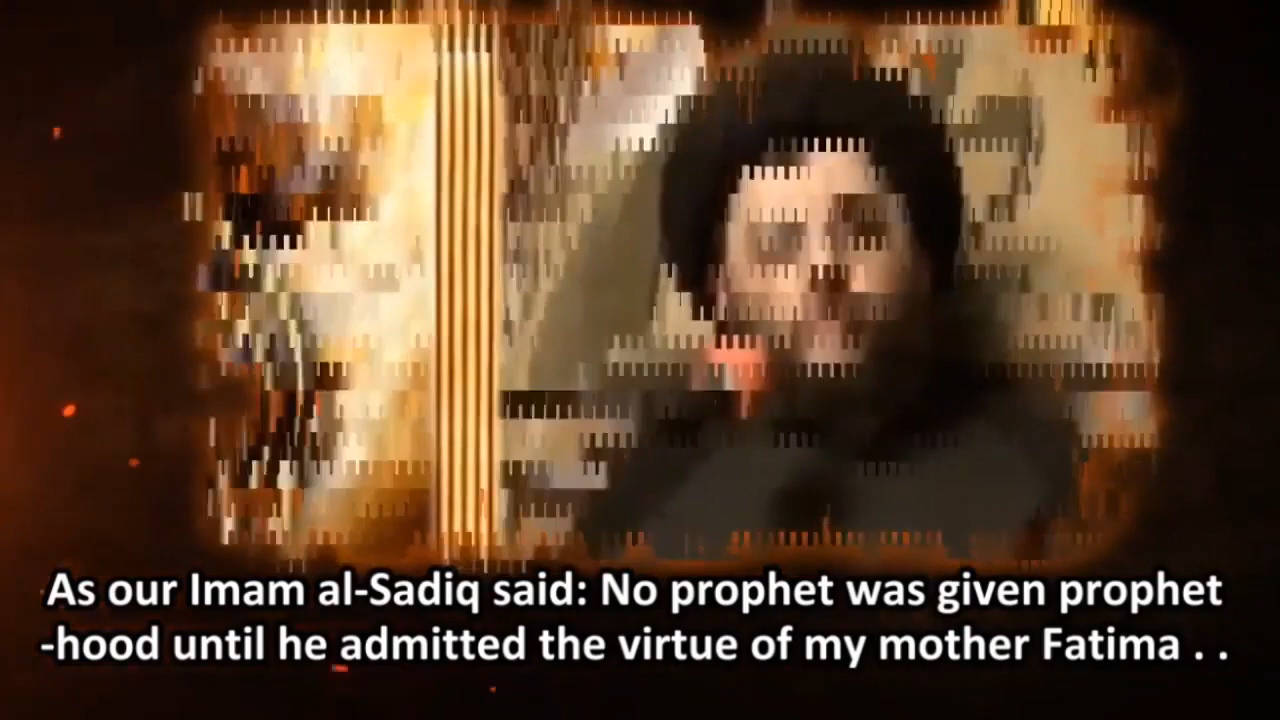 As our Imam al-Sadiq said: No prophet was given prophet
-hood until he admitted the virtue of my mother Fatima . .